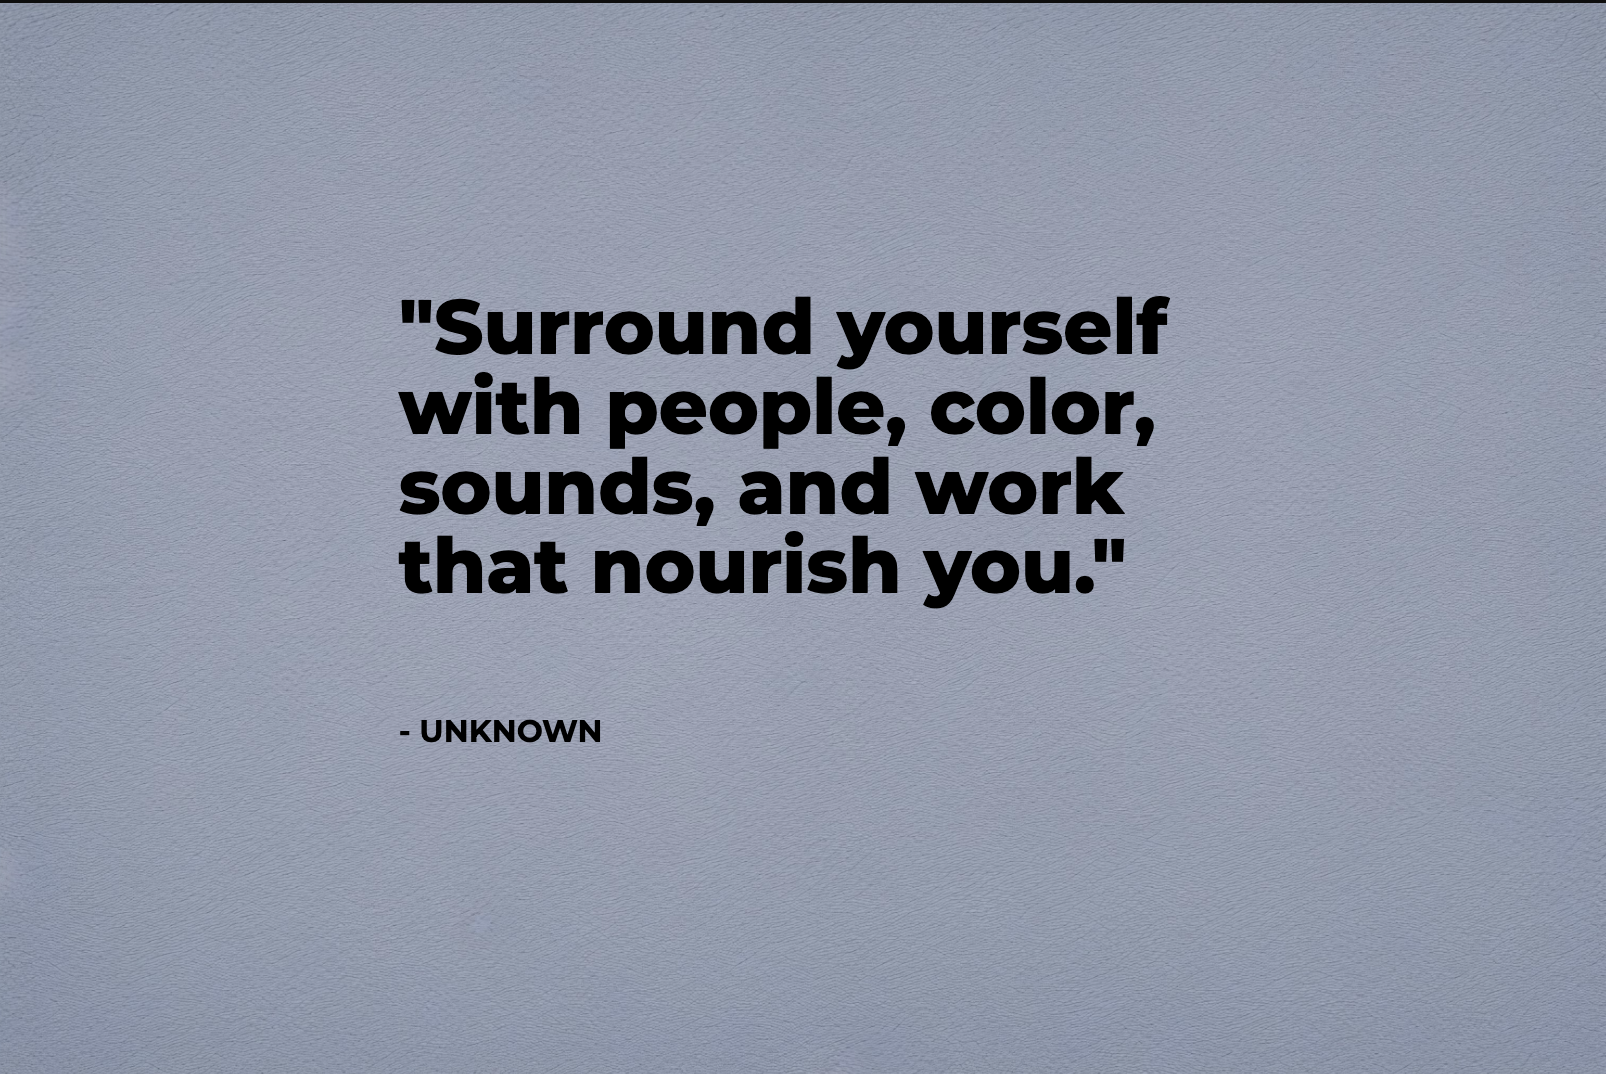 "Surround yourself
with people, color,
sounds, and work
that nourish you."
- UNKNOWN